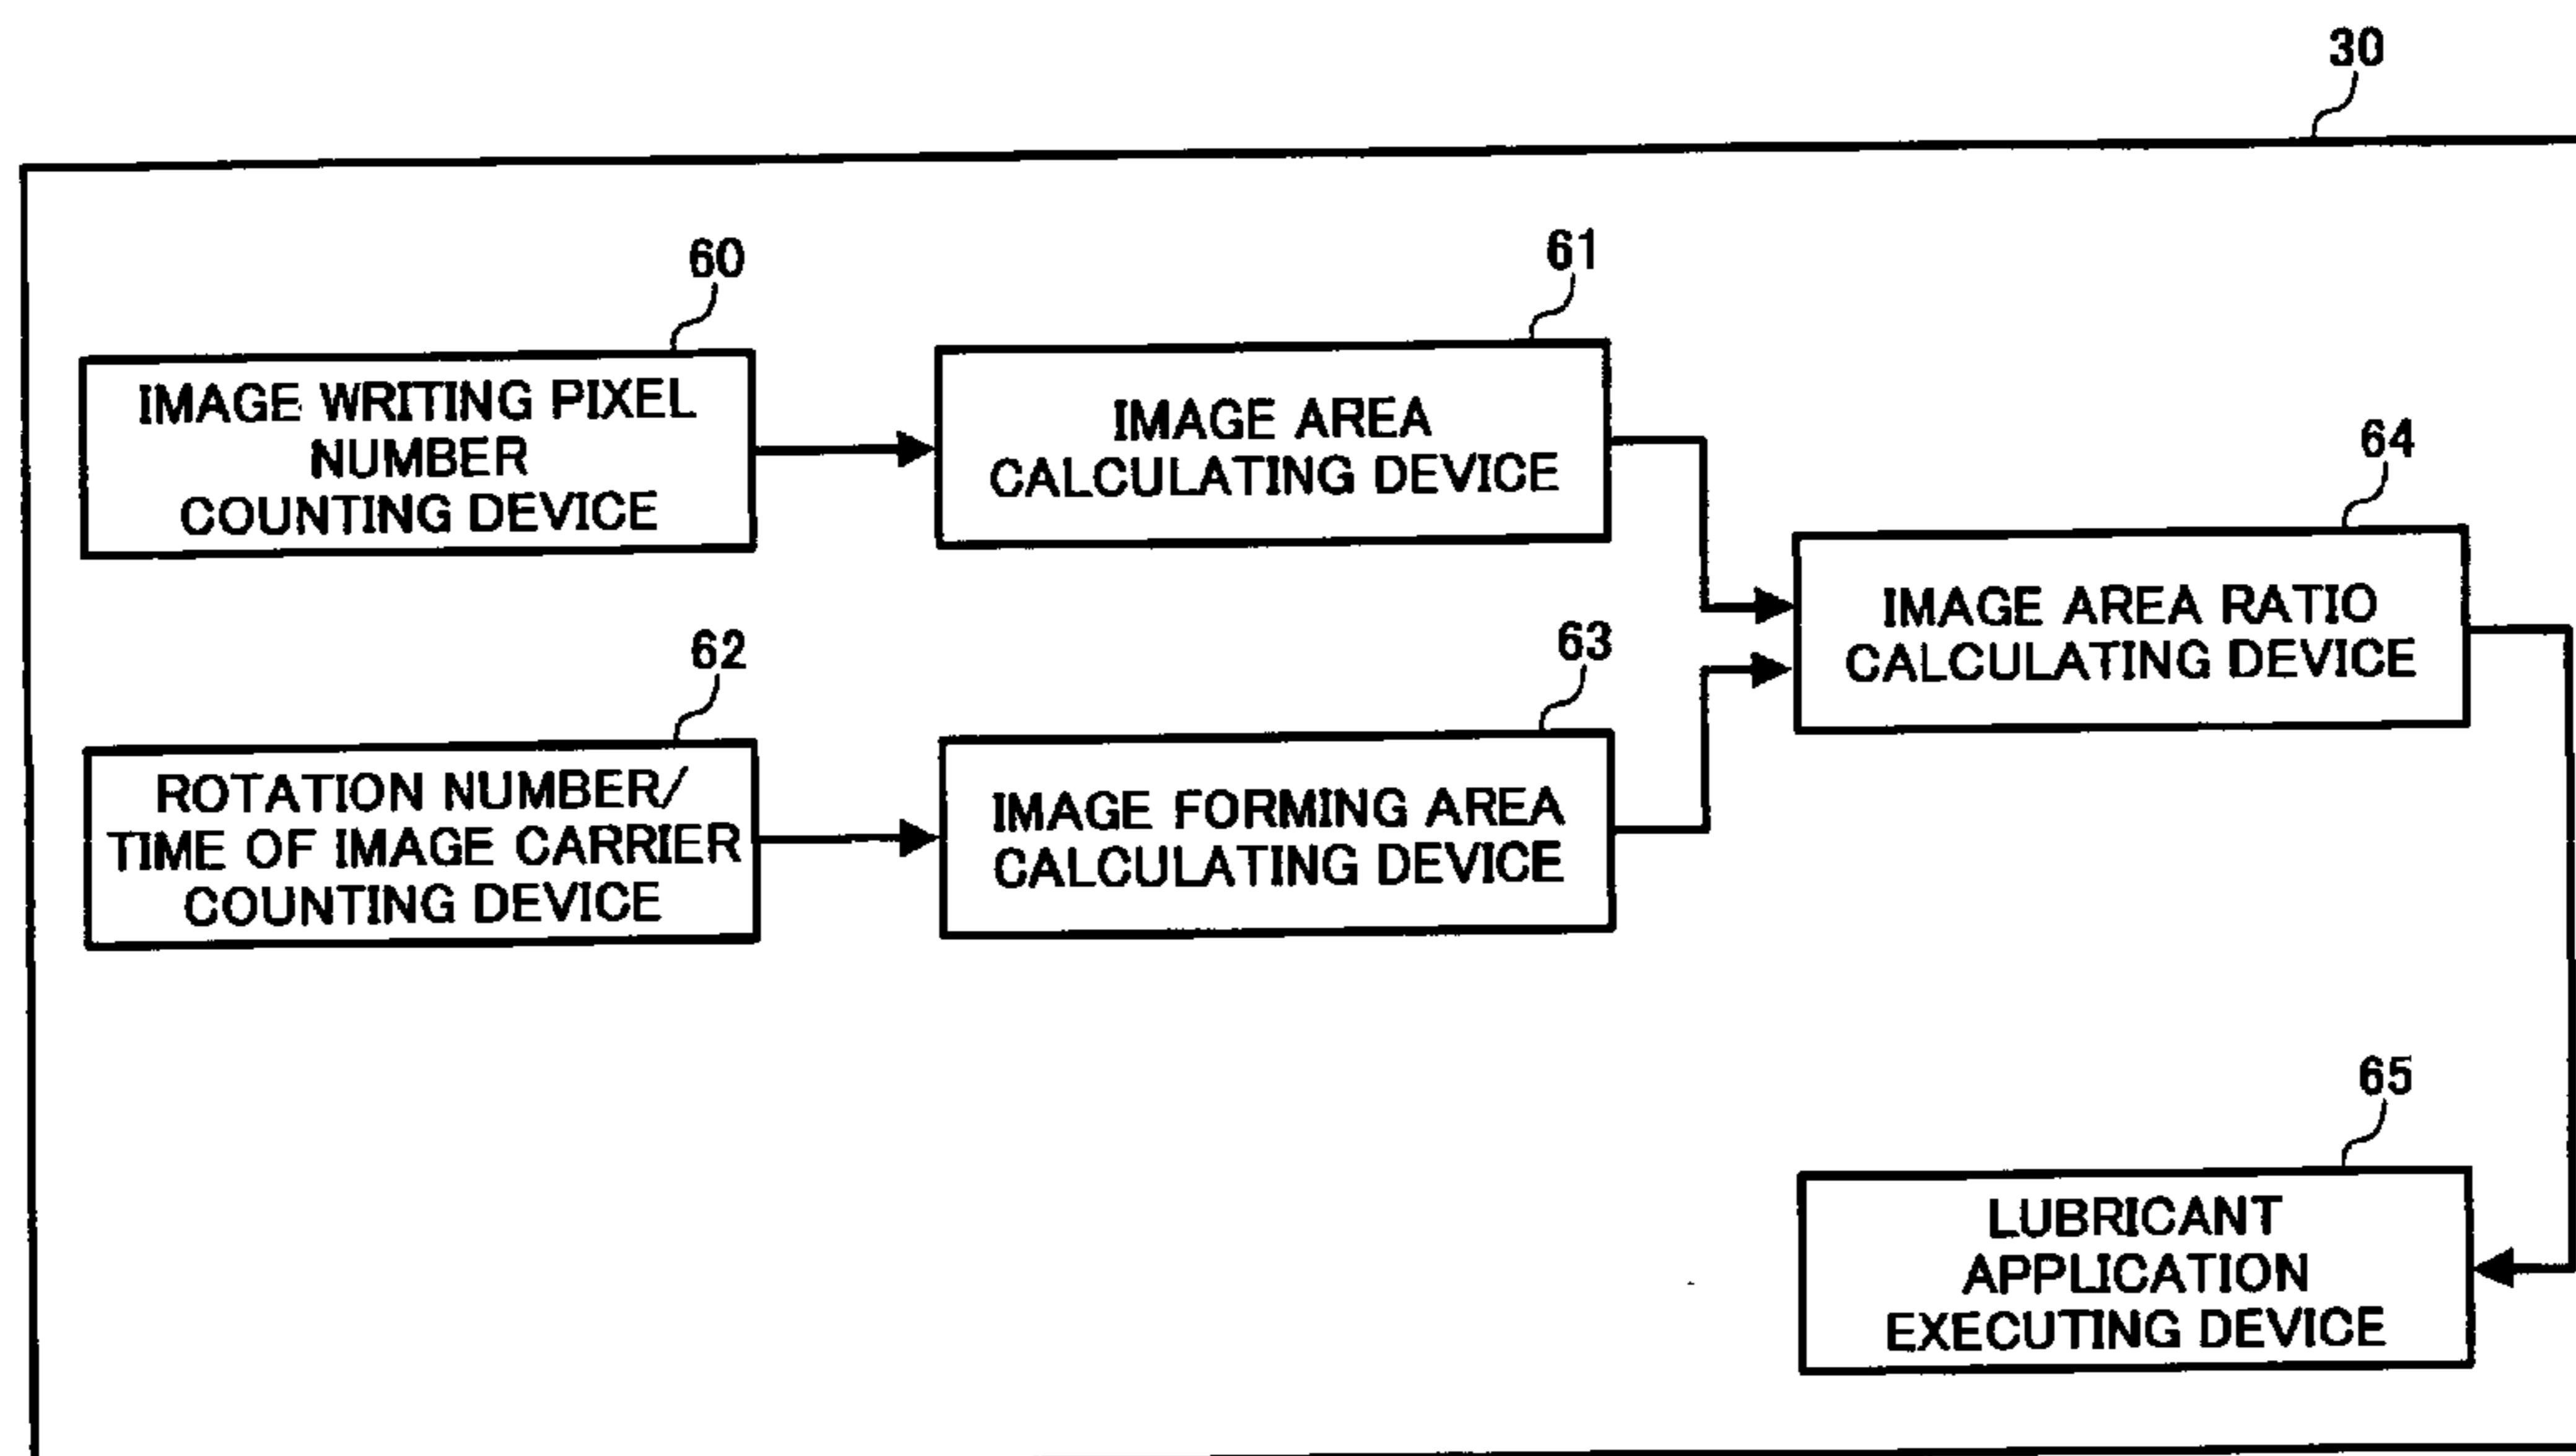 30
60
IMAGE WRITING PIXEL
NUMBER
COUNTING DEVICE
61
IMAGE AREA
CALCULATING DEVICE
62
ROTATION NUMBER/
TIME OF IMAGE CARRIER
COUNTING DEVICE
63
IMAGE FORMING AREA
CALCULATING DEVICE
64
IMAGE AREA RATIO
CALCULATING DEVICE
65
LUBRICANT
APPLICATION
EXECUTING DEVICE